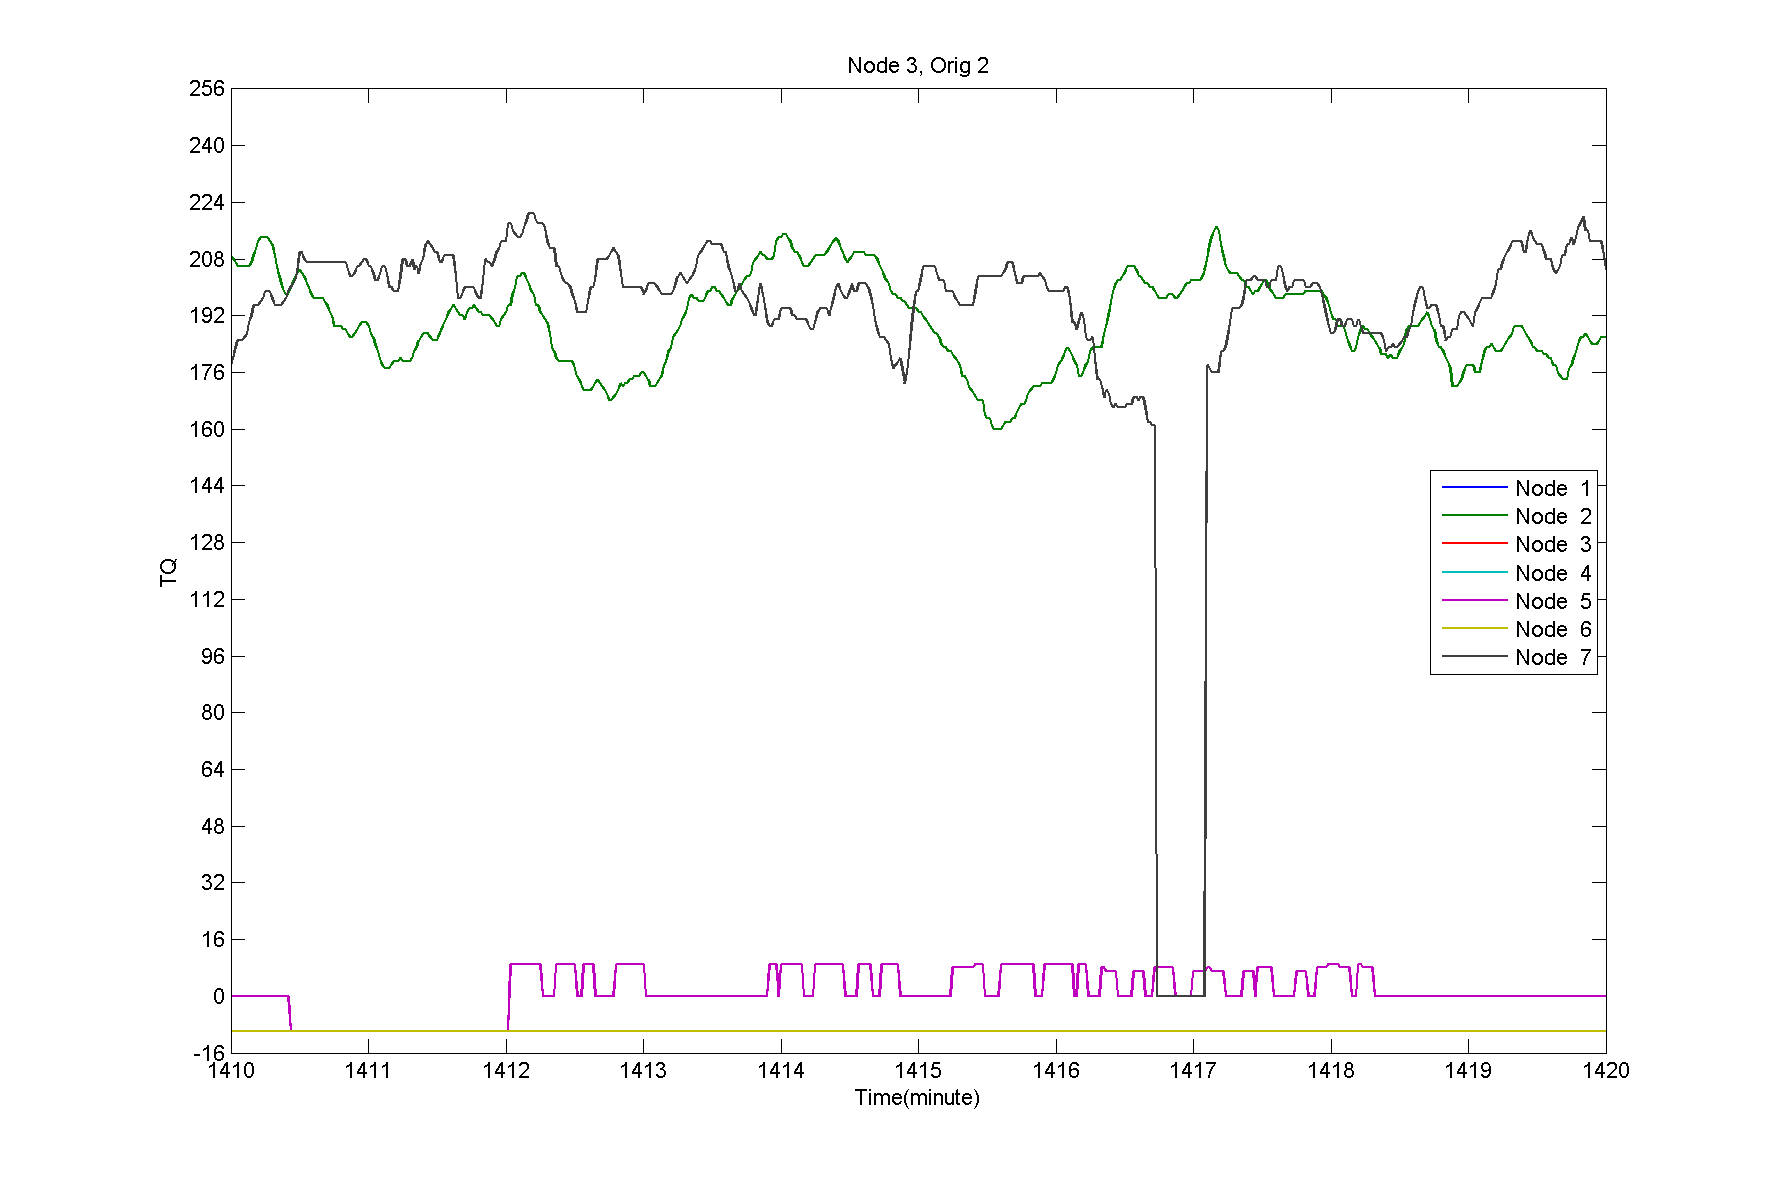 Node 3, Orig 2
256
240
224
208
192
176
160
144
128
112
96
80
64
48
32
16
0
-16
TQ
Node 1
Node 2
Node 3
Node 4
Node 5
Node 6
Node 7
1410 1411 1412 1413 1414 1415 1416 1417 1418 1419 1420
Time(minute)